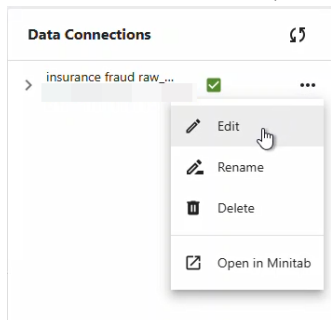 Data Connections
insurance fraud raw_...
Edit
Rename
Delete
Open in Minitab